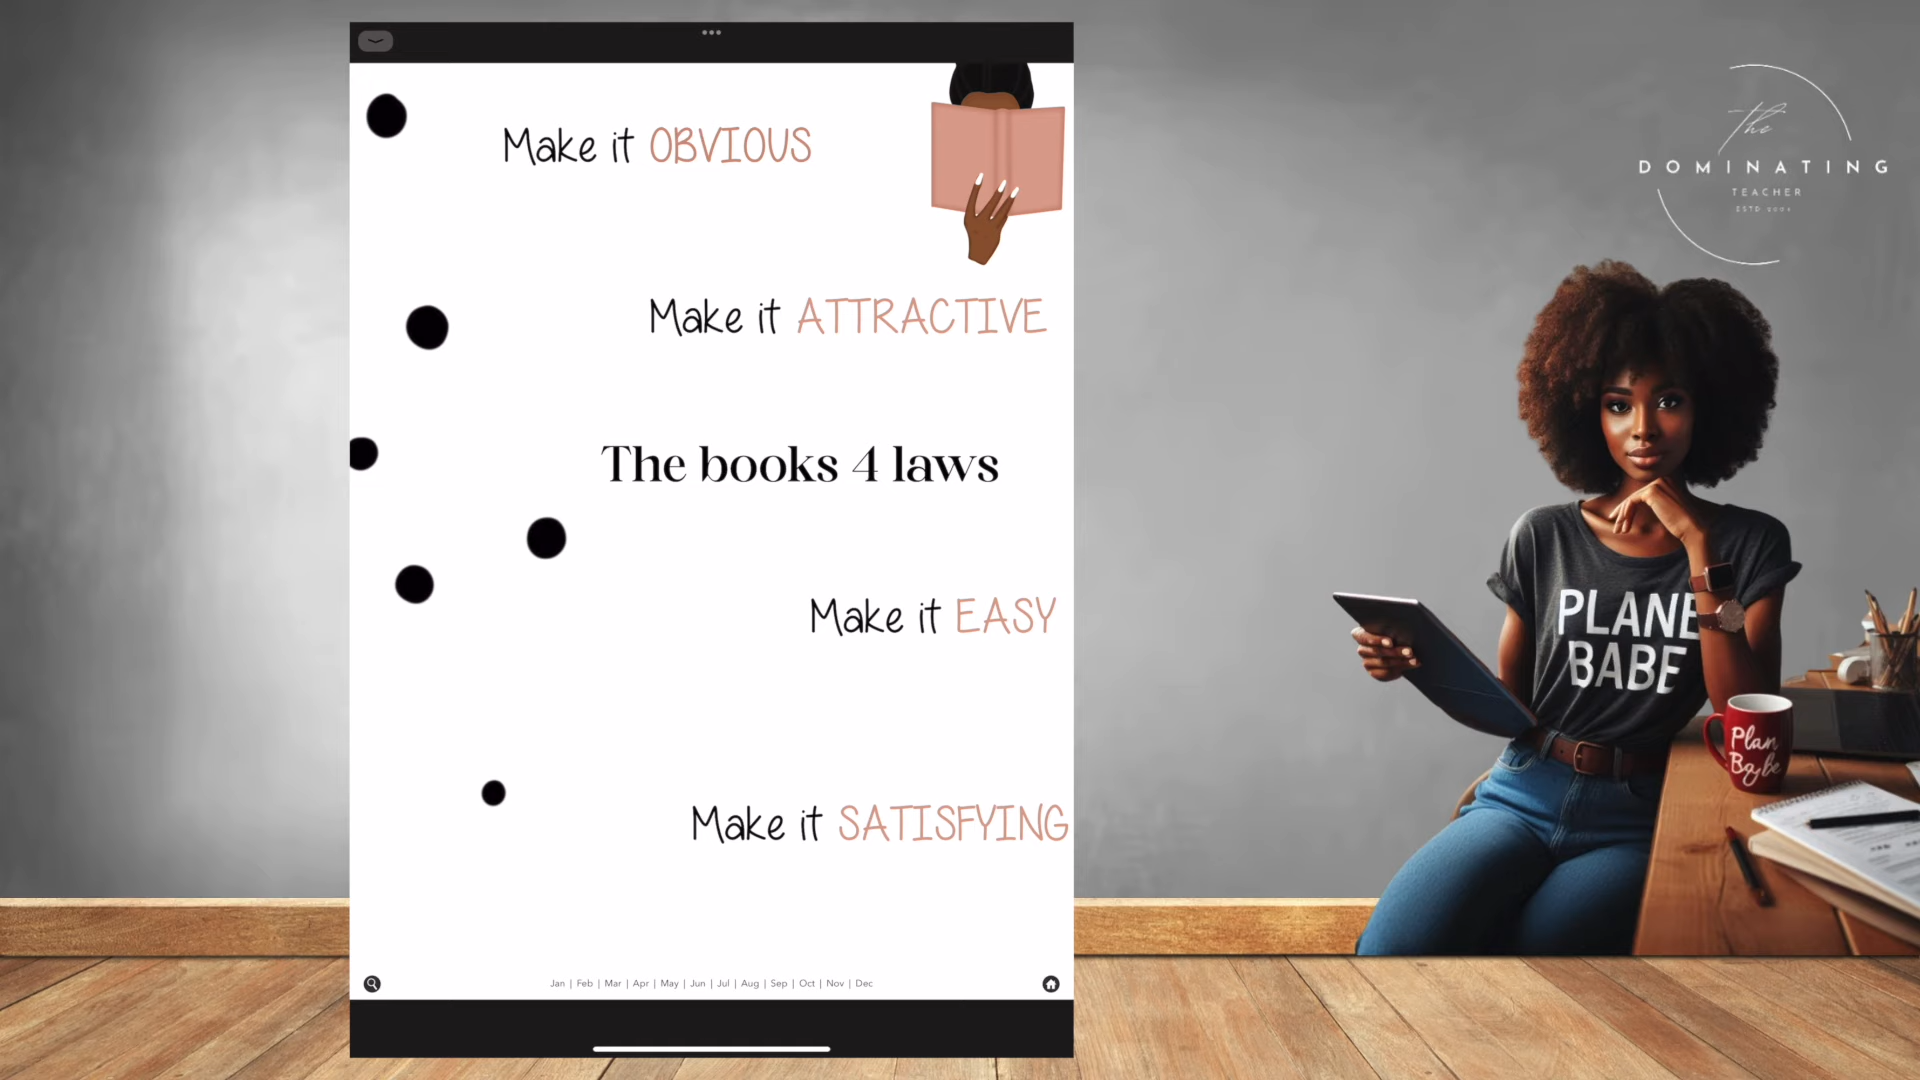 Make it OBVIOUS
Make it ATTRACTIVE
The books 4 laws
Make it EASY
Make it SATISFYING
Jan | Feb | Mar | Apr | May | Jun | Jul | Aug | Sep | Oct | Nov | Dec
the
DOMINATING
TEACHER
PLANE
BABE
Plan
Babe